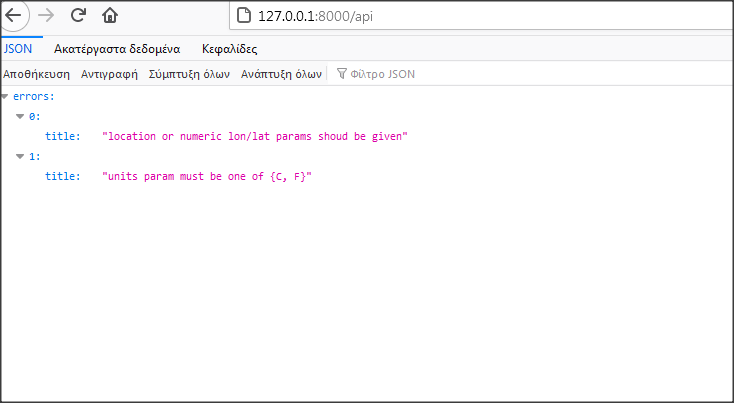 127.0.0.1:8000/api
JSON Ακατέργαστα δεδομένα Κεφαλίδες
Αποθήκευση Αντιγραφή Σύμπτυξη όλων Ανάπτυξη όλων Φίλτρο JSON
errors:
0:
title: "location or numeric lon/lat params shoud be given"
1:
title: "units param must be one of {C, F}"